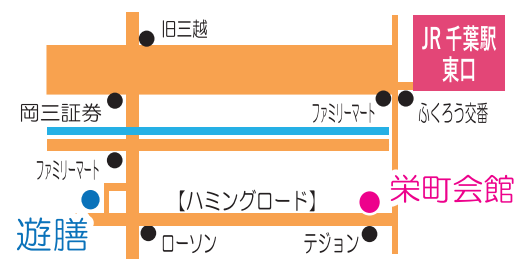 旧三越
JR 千葉駅
東口
岡三証券
ファミリーマート
ふくろう交番
ファミリーマート
栄町会館
【ハミングロード】
遊膳
ローソン
テジョン